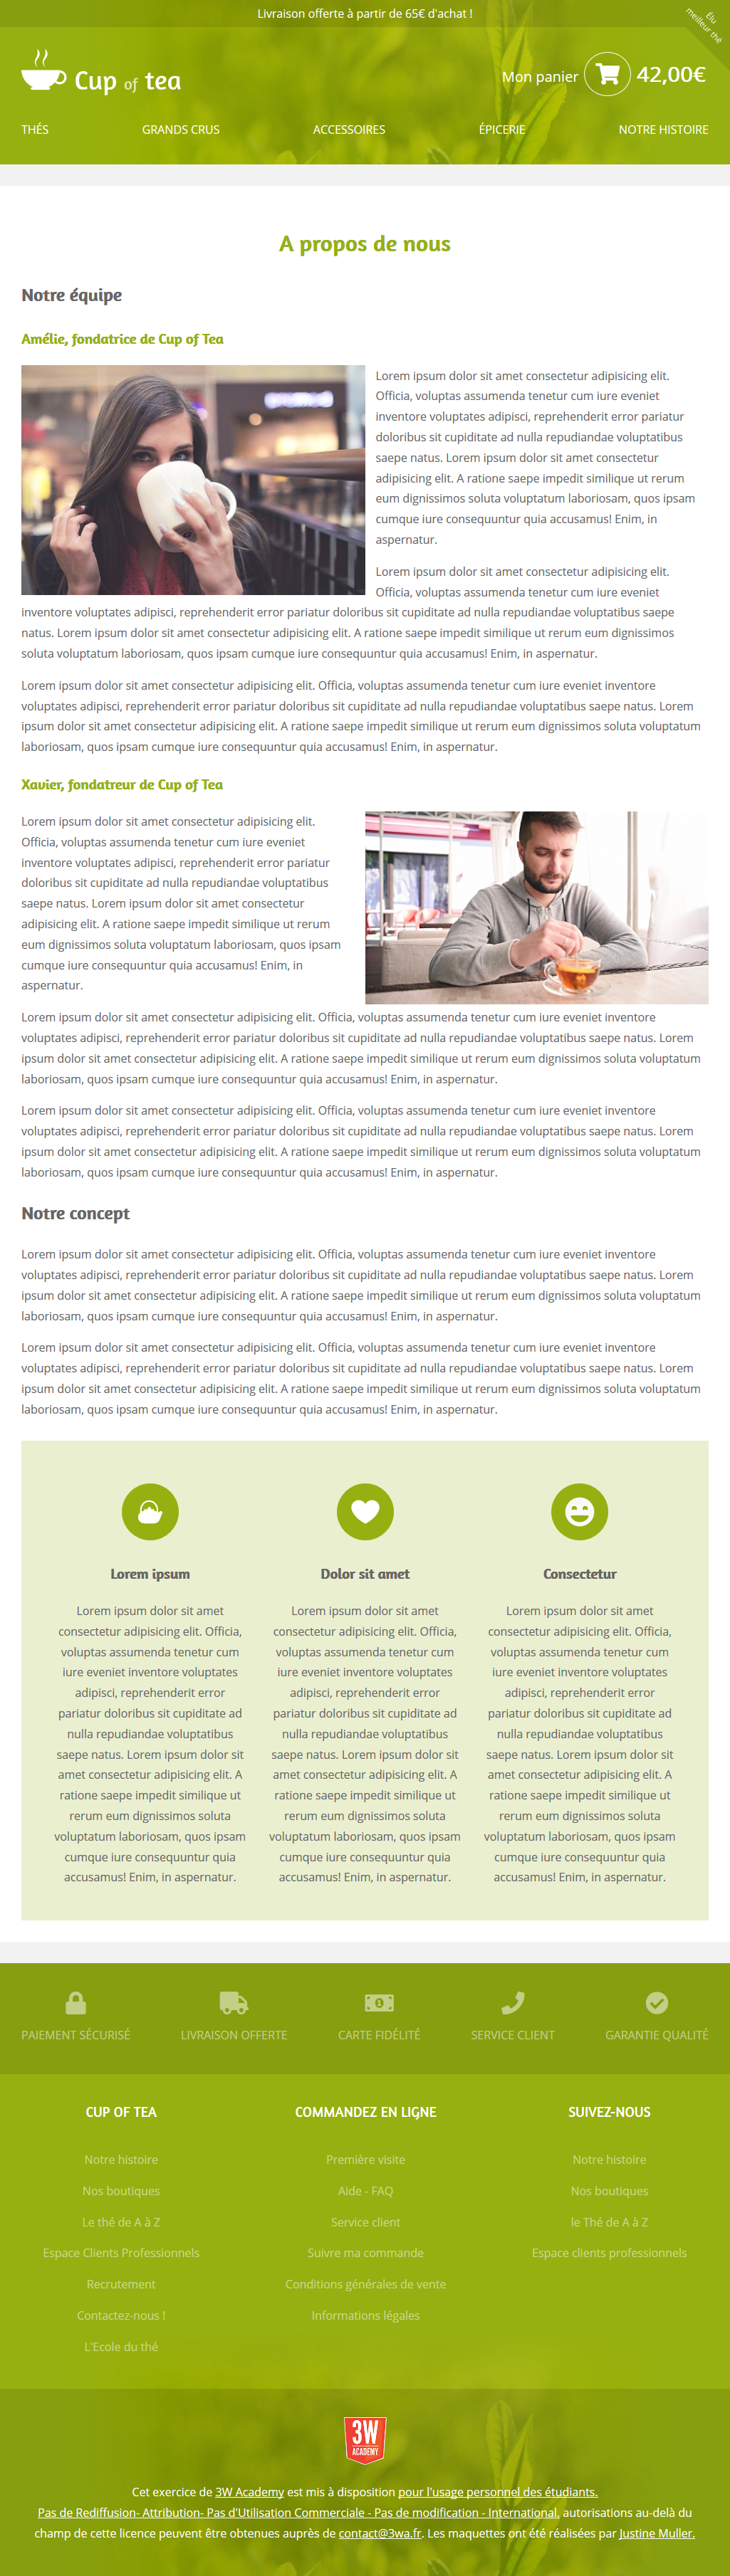 Livraison offerte à partir de 65€ d'achat !
Élu
meilleur thé
Cup of tea
Mon panier 42,00€
THÉS GRANDS CRUS ACCESSOIRES ÉPICERIE NOTRE HISTOIRE
A propos de nous
Notre équipe
Amélie, fondatrice de Cup of Tea
Lorem ipsum dolor sit amet consectetur adipisicing elit.
Officia, voluptas assumenda tenetur cum iure eveniet
inventore voluptates adipisci, reprehenderit error pariatur
doloribus sit cupiditate ad nulla repudiandae voluptatibus
saepe natus. Lorem ipsum dolor sit amet consectetur
adipisicing elit. A ratione saepe impedit similique ut rerum
eum dignissimos soluta voluptatum laboriosam, quos ipsam
cumque iure consequuntur quia accusamus! Enim, in
aspernatur.
Lorem ipsum dolor sit amet consectetur adipisicing elit.
Officia, voluptas assumenda tenetur cum iure eveniet
inventore voluptates adipisci, reprehenderit error pariatur doloribus sit cupiditate ad nulla repudiandae voluptatibus saepe
natus. Lorem ipsum dolor sit amet consectetur adipisicing elit. A ratione saepe impedit similique ut rerum eum dignissimos
soluta voluptatum laboriosam, quos ipsam cumque iure consequuntur quia accusamus! Enim, in aspernatur.
Lorem ipsum dolor sit amet consectetur adipisicing elit. Officia, voluptas assumenda tenetur cum iure eveniet inventore
voluptates adipisci, reprehenderit error pariatur doloribus sit cupiditate ad nulla repudiandae voluptatibus saepe natus. Lorem
ipsum dolor sit amet consectetur adipisicing elit. A ratione saepe impedit similique ut rerum eum dignissimos soluta voluptatum
laboriosam, quos ipsam cumque iure consequuntur quia accusamus! Enim, in aspernatur.
Xavier, fondatreur de Cup of Tea
Lorem ipsum dolor sit amet consectetur adipisicing elit.
Officia, voluptas assumenda tenetur cum iure eveniet
inventore voluptates adipisci, reprehenderit error pariatur
doloribus sit cupiditate ad nulla repudiandae voluptatibus
saepe natus. Lorem ipsum dolor sit amet consectetur
adipisicing elit. A ratione saepe impedit similique ut rerum
eum dignissimos soluta voluptatum laboriosam, quos ipsam
cumque iure consequuntur quia accusamus! Enim, in
aspernatur.
Lorem ipsum dolor sit amet consectetur adipisicing elit. Officia, voluptas assumenda tenetur cum iure eveniet inventore
voluptates adipisci, reprehenderit error pariatur doloribus sit cupiditate ad nulla repudiandae voluptatibus saepe natus. Lorem
ipsum dolor sit amet consectetur adipisicing elit. A ratione saepe impedit similique ut rerum eum dignissimos soluta voluptatum
laboriosam, quos ipsam cumque iure consequuntur quia accusamus! Enim, in aspernatur.
Lorem ipsum dolor sit amet consectetur adipisicing elit. Officia, voluptas assumenda tenetur cum iure eveniet inventore
voluptates adipisci, reprehenderit error pariatur doloribus sit cupiditate ad nulla repudiandae voluptatibus saepe natus. Lorem
ipsum dolor sit amet consectetur adipisicing elit. A ratione saepe impedit similique ut rerum eum dignissimos soluta voluptatum
laboriosam, quos ipsam cumque iure consequuntur quia accusamus! Enim, in aspernatur.
Notre concept
Lorem ipsum dolor sit amet consectetur adipisicing elit. Officia, voluptas assumenda tenetur cum iure eveniet inventore
voluptates adipisci, reprehenderit error pariatur doloribus sit cupiditate ad nulla repudiandae voluptatibus saepe natus. Lorem
ipsum dolor sit amet consectetur adipisicing elit. A ratione saepe impedit similique ut rerum eum dignissimos soluta voluptatum
laboriosam, quos ipsam cumque iure consequuntur quia accusamus! Enim, in aspernatur.
Lorem ipsum dolor sit amet consectetur adipisicing elit. Officia, voluptas assumenda tenetur cum iure eveniet inventore
voluptates adipisci, reprehenderit error pariatur doloribus sit cupiditate ad nulla repudiandae voluptatibus saepe natus. Lorem
ipsum dolor sit amet consectetur adipisicing elit. A ratione saepe impedit similique ut rerum eum dignissimos soluta voluptatum
laboriosam, quos ipsam cumque iure consequuntur quia accusamus! Enim, in aspernatur.
Lorem ipsum
Lorem ipsum dolor sit amet
consectetur adipisicing elit. Officia,
voluptas assumenda tenetur cum
iure eveniet inventore voluptates
adipisci, reprehenderit error
pariatur doloribus sit cupiditate ad
nulla repudiandae voluptatibus
saepe natus. Lorem ipsum dolor sit
amet consectetur adipisicing elit. A
ratione saepe impedit similique ut
rerum eum dignissimos soluta
voluptatum laboriosam, quos ipsam
cumque iure consequuntur quia
accusamus! Enim, in aspernatur.
Dolor sit amet
Lorem ipsum dolor sit amet
consectetur adipisicing elit. Officia,
voluptas assumenda tenetur cum
iure eveniet inventore voluptates
adipisci, reprehenderit error
pariatur doloribus sit cupiditate ad
nulla repudiandae voluptatibus
saepe natus. Lorem ipsum dolor sit
amet consectetur adipisicing elit. A
ratione saepe impedit similique ut
rerum eum dignissimos soluta
voluptatum laboriosam, quos ipsam
cumque iure consequuntur quia
accusamus! Enim, in aspernatur.
Consectetur
Lorem ipsum dolor sit amet
consectetur adipisicing elit. Officia,
voluptas assumenda tenetur cum
iure eveniet inventore voluptates
adipisci, reprehenderit error
pariatur doloribus sit cupiditate ad
nulla repudiandae voluptatibus
saepe natus. Lorem ipsum dolor sit
amet consectetur adipisicing elit. A
ratione saepe impedit similique ut
rerum eum dignissimos soluta
voluptatum laboriosam, quos ipsam
cumque iure consequuntur quia
accusamus! Enim, in aspernatur.
PAIEMENT SÉCURISÉ LIVRAISON OFFERTE CARTE FIDÉLITÉ SERVICE CLIENT GARANTIE QUALITÉ
CUP OF TEA
Notre histoire
Nos boutiques
Le thé de A à Z
Espace Clients Professionnels
Recrutement
Contactez-nous !
L'Ecole du thé
COMMANDEZ EN LIGNE
Première visite
Aide - FAQ
Service client
Suivre ma commande
Conditions générales de vente
Informations légales
SUIVEZ-NOUS
Notre histoire
Nos boutiques
le Thé de A à Z
Espace clients professionnels
3W
ACADEMY
Cet exercice de 3W Academy est mis à disposition pour l'usage personnel des étudiants.
Pas de Rediffusion- Attribution- Pas d'Utilisation Commerciale - Pas de modification - International, autorisations au-delà du
champ de cette licence peuvent être obtenues auprès de contact@3wa.fr. Les maquettes ont été réalisées par Justine Muller.